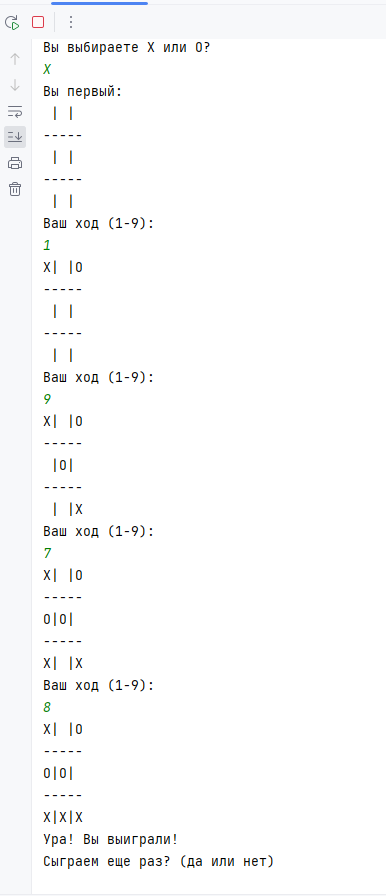 Вы выбираете X или O?
X
Вы первый:
 | |
-----
 | |
-----
 | |
Ваш ход (1-9):
1
X| |O
-----
 | |
-----
 | |
Ваш ход (1-9):
9
X| |O
-----
 |O|
-----
 | |X
Ваш ход (1-9):
7
X| |O
-----
O|O|
-----
X| |X
Ваш ход (1-9):
8
X| |O
-----
O|O|
-----
X|X|X
Ура! Вы выиграли!
Сыграем еще раз? (да или нет)